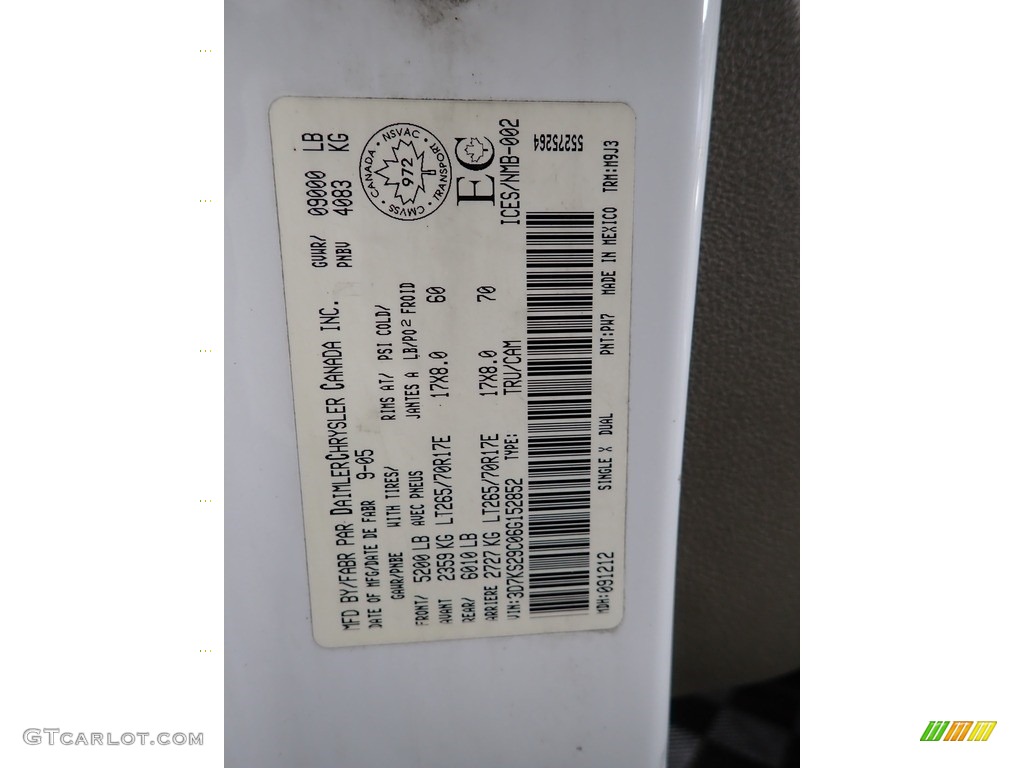 MFD BY/FABR PAR DAIMLERCHRYSLER CANADA INC.
GVWR/ 09000 LB
PNBV 4083 KG
DATE OF MFG/DATE DE FABR 9-05
GAWR/PNBE WITH TIRES/ RIMS AT/ PSI COLD/
AVEC PNEUS JANTES A LB/PO2 FROID
FRONT/ 5200 LB
AVANT 2359 KG LT265/70R17E 17X8.0 60
REAR/ 6010 LB
ARRIERE 2727 KG LT265/70R17E 17X8.0 70
CANADA • NSVAC • TRANSPORT • CMVSS •
972
EC
VIN:3D7KS29C06G152852 TYPE: TRU/CAM ICES/NMB-002
55275264
MDH:091212 SINGLE X DUAL PNT:PW7 MADE IN MEXICO TRM:M9J3
GTCARLOT.COM